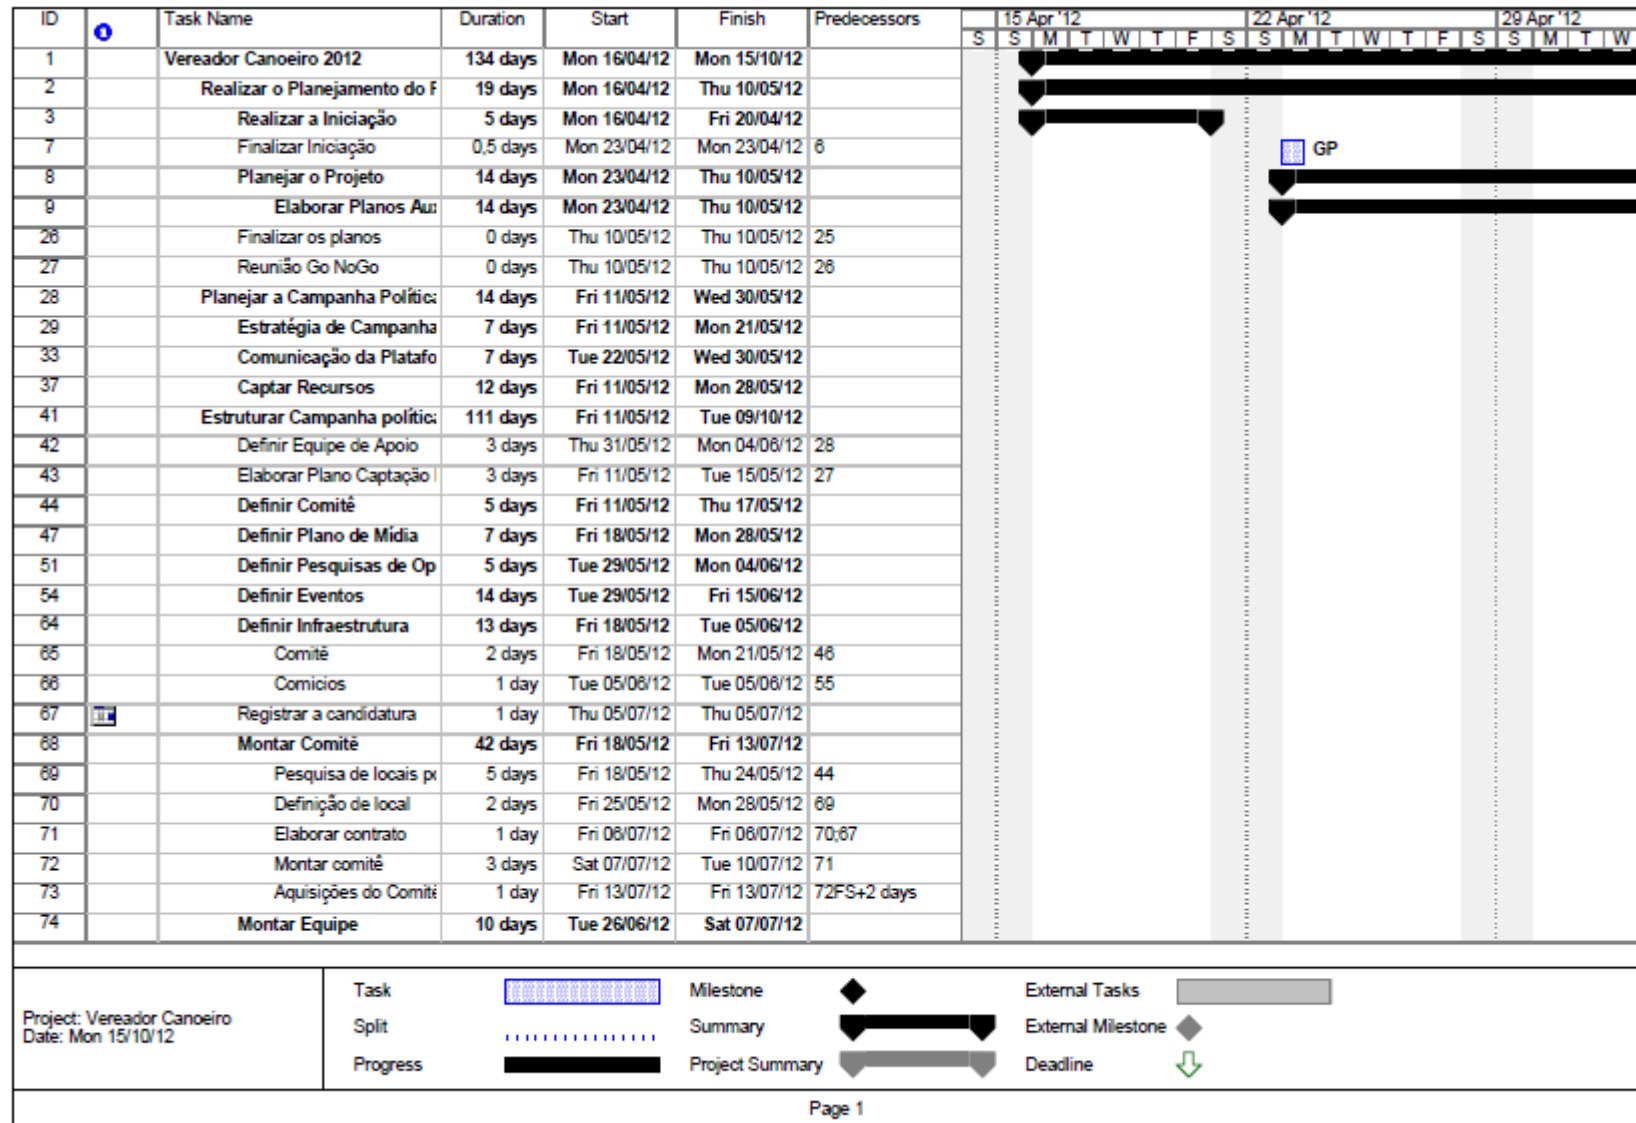 ID Task Name Duration Start Finish Predecessors 15 Apr '12 22 Apr '12 29 Apr '12
S S M T W T F S S M T W T F S S M T W
1 Vereador Canoeiro 2012 134 days Mon 16/04/12 Mon 15/10/12
2 Realizar o Planejamento do 19 days Mon 16/04/12 Thu 10/05/12
3 Realizar a Iniciação 5 days Mon 16/04/12 Fri 20/04/12
7 Finalizar Iniciação 0,5 days Mon 23/04/12 Mon 23/04/12 6 GP
8 Planejar o Projeto 14 days Mon 23/04/12 Thu 10/05/12
9 Elaborar Planos Au 14 days Mon 23/04/12 Thu 10/05/12
26 Finalizar os planos 0 days Thu 10/05/12 Thu 10/05/12 25
27 Reunião Go NoGo 0 days Thu 10/05/12 Thu 10/05/12 26
28 Planejar a Campanha Polític 14 days Fri 11/05/12 Wed 30/05/12
29 Estratégia de Campanha 7 days Fri 11/05/12 Mon 21/05/12
33 Comunicação da Platafo 7 days Tue 22/05/12 Wed 30/05/12
37 Captar Recursos 12 days Fri 11/05/12 Mon 28/05/12
41 Estruturar Campanha polític 111 days Fri 11/05/12 Tue 09/10/12
42 Definir Equipe de Apoio 3 days Thu 31/05/12 Mon 04/06/12 28
43 Elaborar Plano Captação 3 days Fri 11/05/12 Tue 15/05/12 27
44 Definir Comitê 5 days Fri 11/05/12 Thu 17/05/12
47 Definir Plano de Mídia 7 days Fri 18/05/12 Mon 28/05/12
51 Definir Pesquisas de Op 5 days Tue 29/05/12 Mon 04/06/12
54 Definir Eventos 14 days Tue 29/05/12 Fri 15/06/12
64 Definir Infraestrutura 13 days Fri 18/05/12 Tue 05/06/12
65 Comitê 2 days Fri 18/05/12 Mon 21/05/12 46
66 Comicios 1 day Tue 05/06/12 Tue 05/06/12 55
67 Registrar a candidatura 1 day Thu 05/07/12 Thu 05/07/12
68 Montar Comitê 42 days Fri 18/05/12 Fri 13/07/12
69 Pesquisa de locais p 5 days Fri 18/05/12 Thu 24/05/12 44
70 Definição de local 2 days Fri 25/05/12 Mon 28/05/12 69
71 Elaborar contrato 1 day Fri 06/07/12 Fri 06/07/12 70;67
72 Montar comitê 3 days Sat 07/07/12 Tue 10/07/12 71
73 Aquisições do Comitê 1 day Fri 13/07/12 Fri 13/07/12 72FS+2 days
74 Montar Equipe 10 days Tue 26/06/12 Sat 07/07/12
Project: Vereador Canoeiro
Date: Mon 15/10/12
Task Milestone External Tasks
Split Summary External Milestone
Progress Project Summary Deadline
Page 1